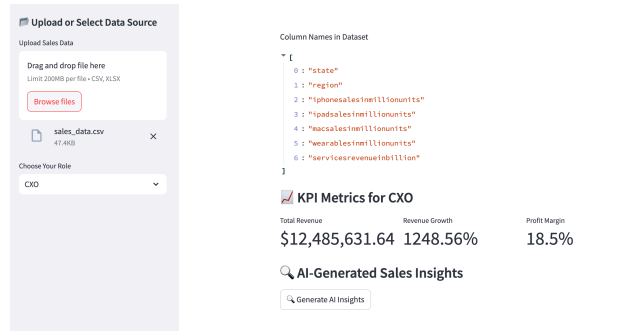 Upload or Select Data Source
Upload Sales Data
Drag and drop file here
Limit 200MB per file • CSV, XLSX
Browse files
sales_data.csv
47.4KB
Choose Your Role
CXO
Column Names in Dataset
[
0 : "state"
1 : "region"
2 : "iphonesalesinmillionunits"
3 : "ipadsalesinmillionunits"
4 : "macsalesinmillionunits"
5 : "wearablesinmillionunits"
6 : "servicesrevenueinbillion"
]
KPI Metrics for CXO
Total Revenue
$12,485,631.64
Revenue Growth
1248.56%
Profit Margin
18.5%
AI-Generated Sales Insights
Generate AI Insights